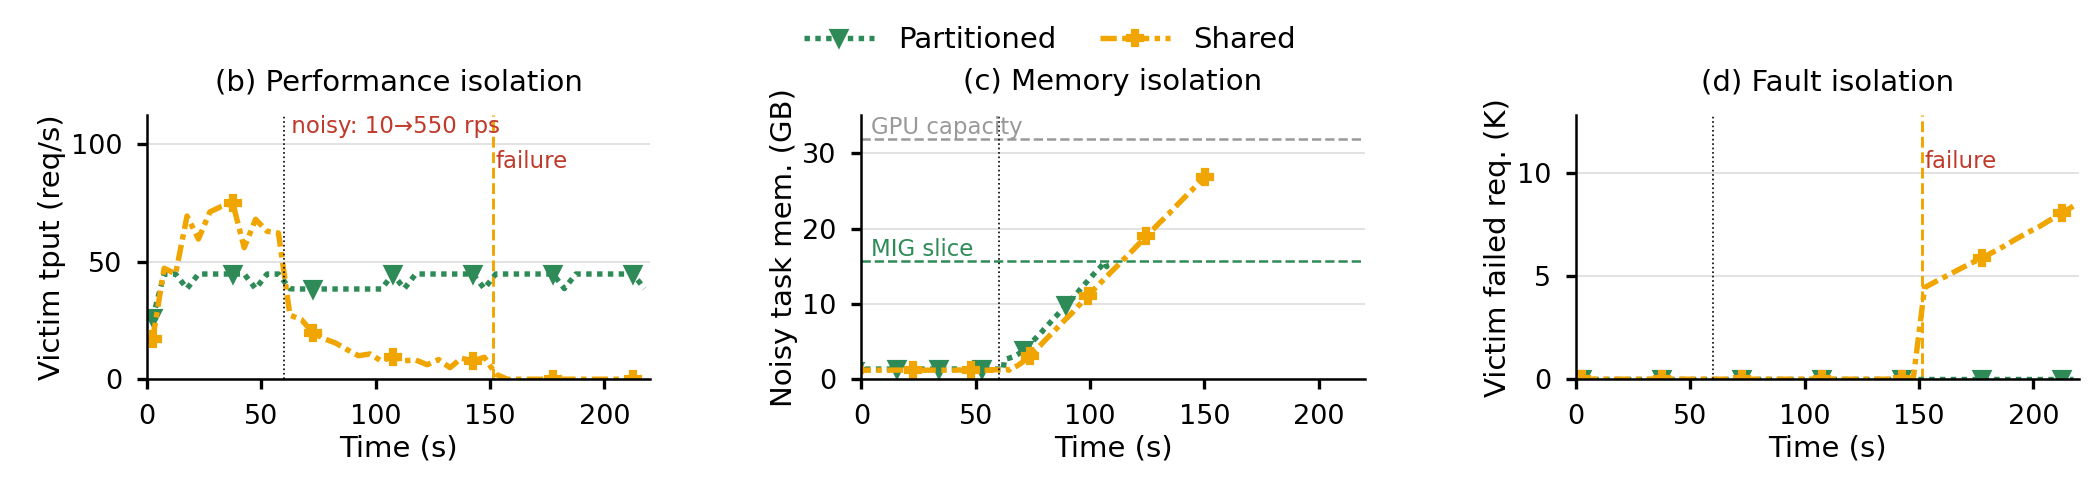 Partitioned Shared
(b) Performance isolation
Victim tput (req/s)
100
50
0
noisy: 10→550 rps
failure
0 50 100 150 200
Time (s)
(c) Memory isolation
Noisy task mem. (GB)
30
20
10
0
GPU capacity
MIG slice
0 50 100 150 200
Time (s)
(d) Fault isolation
Victim failed req. (K)
10
5
0
failure
0 50 100 150 200
Time (s)